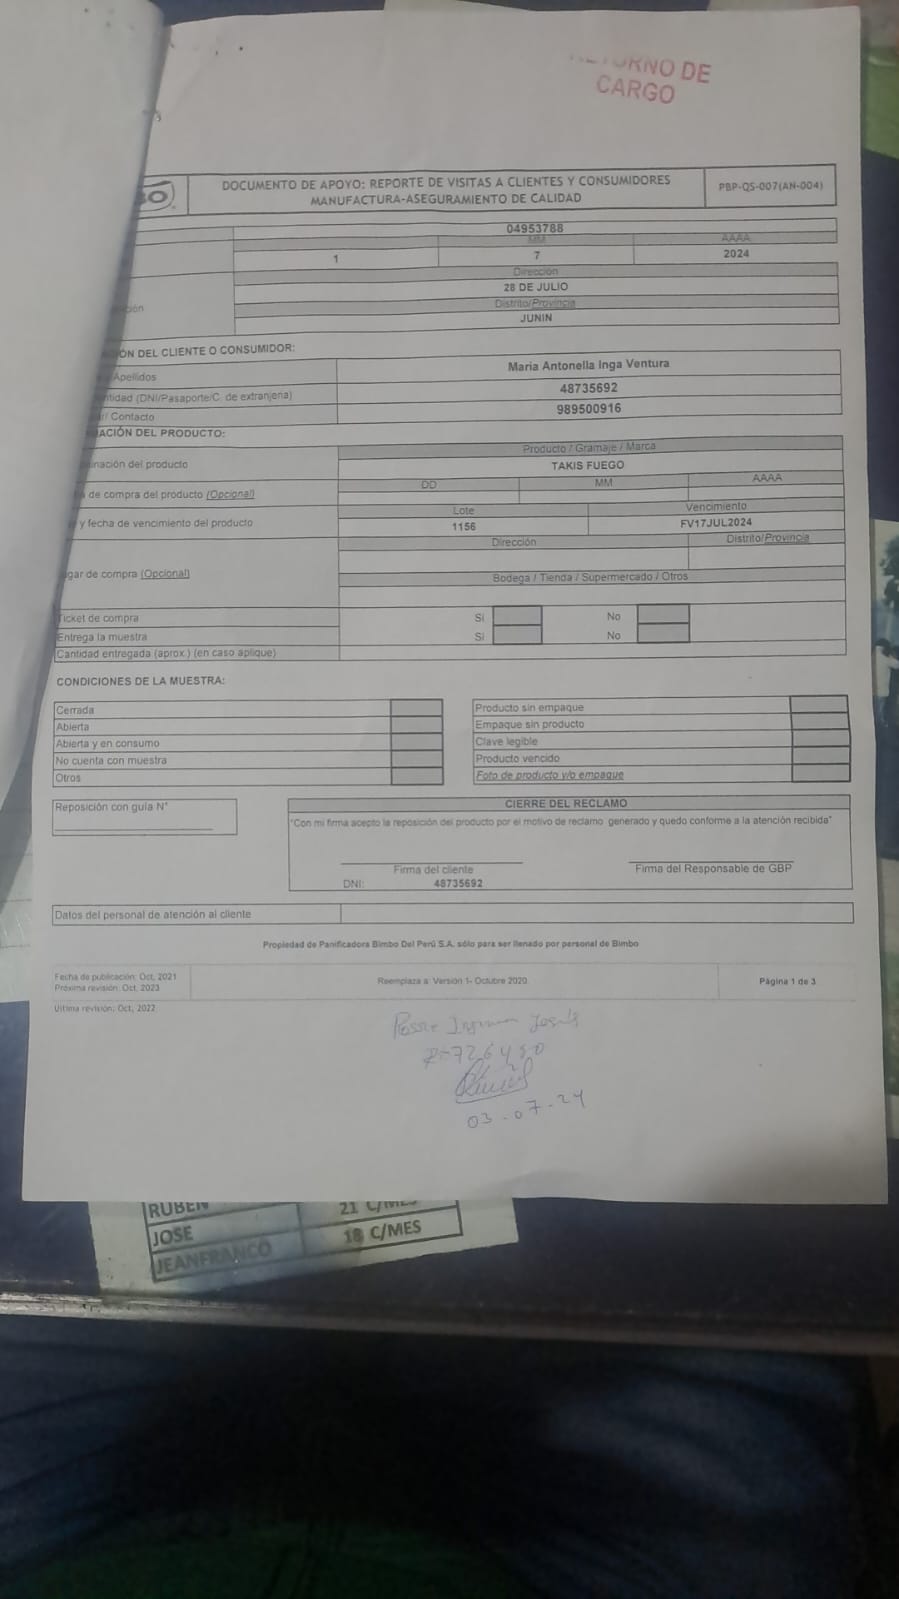 RETORNO DE
CARGO
BO
DOCUMENTO DE APOYO: REPORTE DE VISITAS A CLIENTES Y CONSUMIDORES
MANUFACTURA-ASEGURAMIENTO DE CALIDAD
PBP-QS-007(AN-004)
04953788
MM AAAA
1 7 2024
Dirección
28 DE JULIO
Distrito/Provincia
JUNIN
IÓN DEL CLIENTE O CONSUMIDOR:
Apellidos Maria Antonella Inga Ventura
ntidad (DNI/Pasaporte/C. de extranjería) 48735692
/ Contacto 989500916
ACIÓN DEL PRODUCTO:
Producto / Gramaje / Marca
inación del producto TAKIS FUEGO
DD MM AAAA
de compra del producto (Opcional)
Lote Vencimiento
y fecha de vencimiento del producto 1156 FV17JUL2024
Dirección Distrito/Provincia
gar de compra (Opcional)
Bodega / Tienda / Supermercado / Otros
Ticket de compra Si No
Entrega la muestra Si No
Cantidad entregada (aprox.) (en caso aplique)
CONDICIONES DE LA MUESTRA:
Cerrada Producto sin empaque
Abierta Empaque sin producto
Abierta y en consumo Clave legible
No cuenta con muestra Producto vencido
Otros Foto de producto y/o empaque
Reposición con guía N°
CIERRE DEL RECLAMO
"Con mi firma acepto la reposición del producto por el motivo de reclamo generado y quedo conforme a la atención recibida"
Firma del cliente Firma del Responsable de GBP
DNI: 48735692
Datos del personal de atención al cliente
Propiedad de Panificadora Bimbo Del Perú S.A. sólo para ser llenado por personal de Bimbo
Fecha de publicación: Oct, 2021
Próxima revisión: Oct, 2023
Reemplaza a: Versión 1- Octubre 2020
Página 1 de 3
Ultima revisión: Oct, 2022
03-07-24
RUBEN 21 C/MES
JOSE 18 C/MES
JEANFRANCO